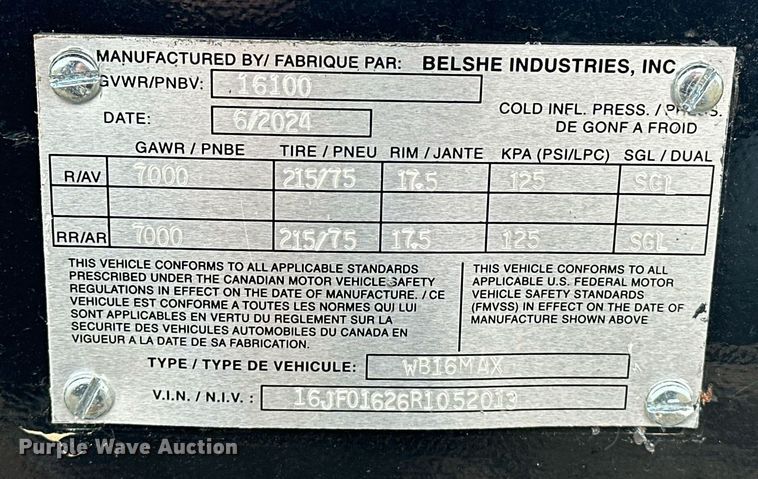 MANUFACTURED BY/ FABRIQUE PAR: BELSHE INDUSTRIES, INC
GVWR/PNBV: 16100
COLD INFL. PRESS. / PRESS.
DATE: 6/2024
DE GONF A FROID
GAWR / PNBE TIRE / PNEU RIM / JANTE KPA (PSI/LPC) SGL / DUAL
F/AV 7000 215/75 17.5 125 SGL
RR/AR 7000 215/75 17.5 125 SGL
THIS VEHICLE CONFORMS TO ALL APPLICABLE STANDARDS
PRESCRIBED UNDER THE CANADIAN MOTOR VEHICLE SAFETY
REGULATIONS IN EFFECT ON THE DATE OF MANUFACTURE. / CE
VEHICULE EST CONFORME A TOUTES LES NORMES QUI LUI
SONT APPLICABLES EN VERTU DU REGLEMENT SUR LA
SECURITE DES VEHICULES AUTOMOBILES DU CANADA EN
VIGUEUR A LA DATE DE SA FABRICATION.
THIS VEHICLE CONFORMS TO ALL
APPLICABLE U.S. FEDERAL MOTOR
VEHICLE SAFETY STANDARDS
(FMVSS) IN EFFECT ON THE DATE OF
MANUFACTURE SHOWN ABOVE
TYPE / TYPE DE VEHICULE: WB16MAX
V.I.N. / N.I.V. : 16JF01626R1052013
Purple Wave Auction